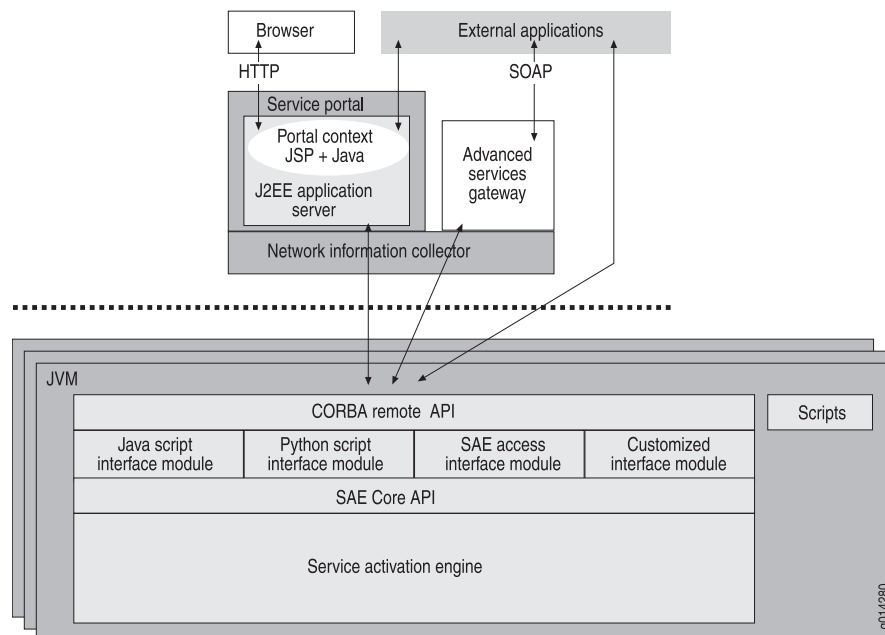 Browser
External applications
HTTP
SOAP
Service portal
Portal context
JSP + Java
J2EE application
server
Advanced
services
gateway
Network information collector
JVM
CORBA remote API
Scripts
Java script
interface module
Python script
interface module
SAE access
interface module
Customized
interface module
SAE Core API
Service activation engine
g014280